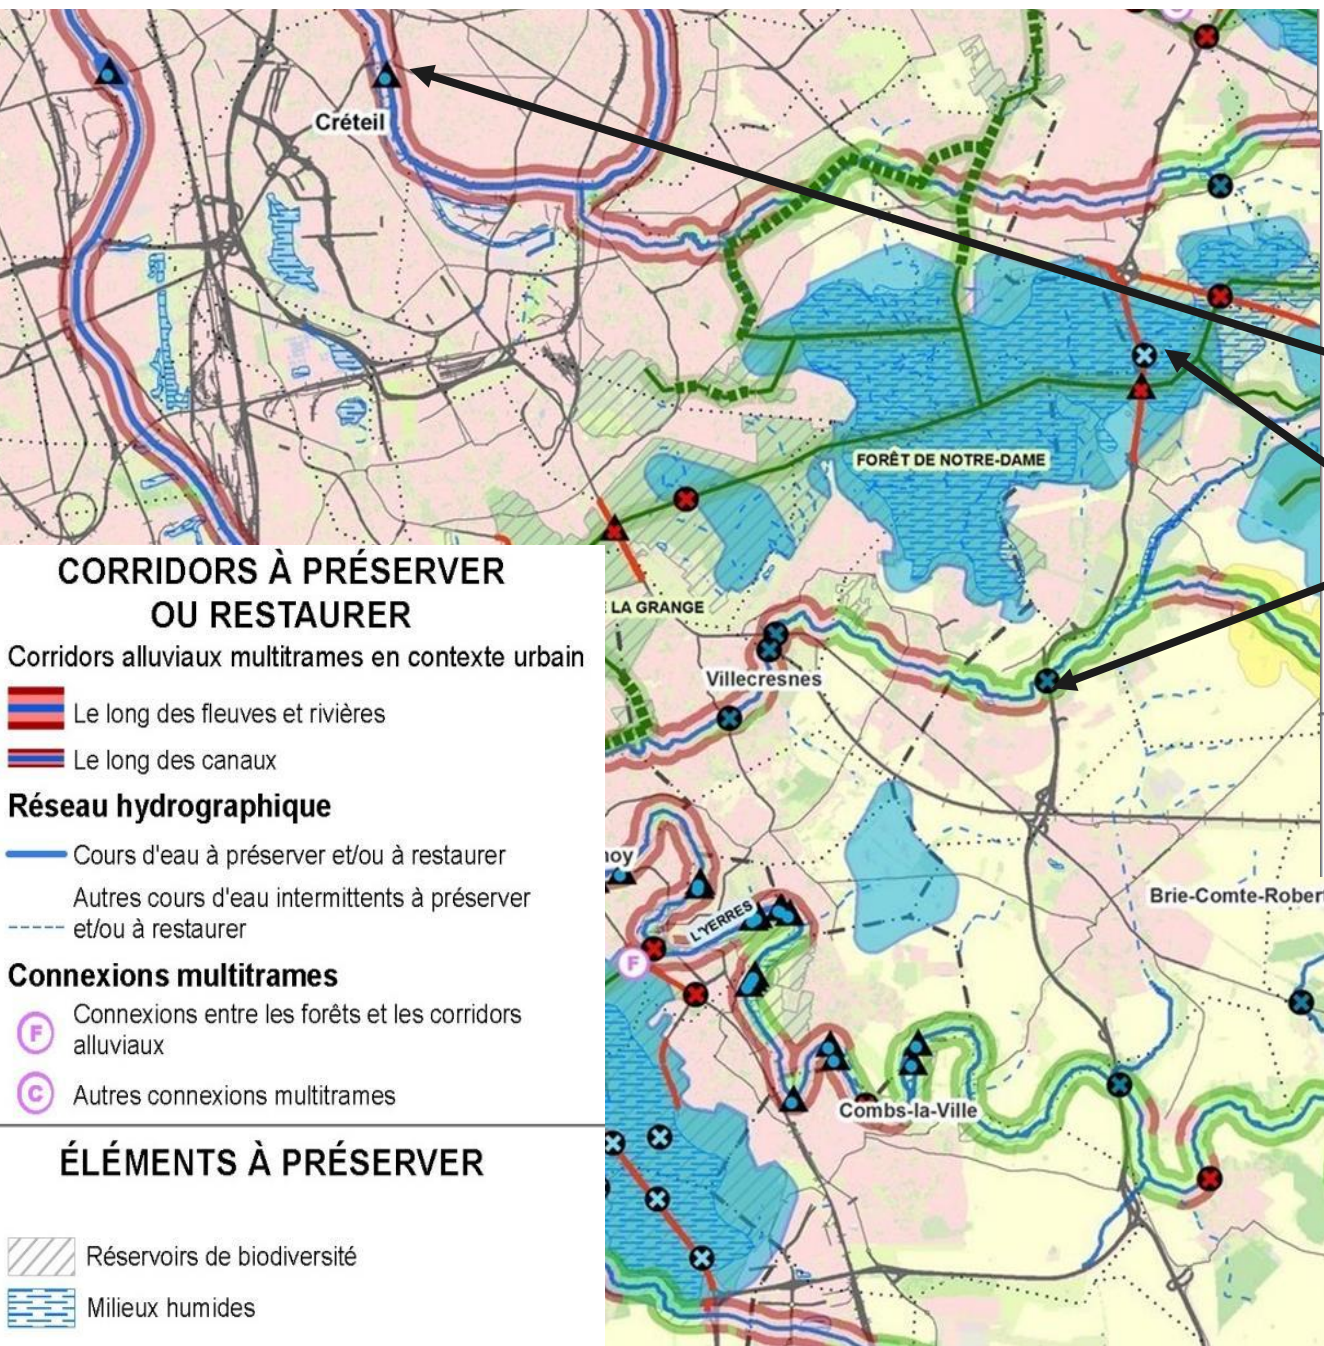 Créteil
FORÊT DE NOTRE-DAME
LA GRANGE
Villecresnes
L'YERRES
Brie-Comte-Rober
F
Combs-la-Ville
CORRIDORS À PRÉSERVER
OU RESTAURER
Corridors alluviaux multitrames en contexte urbain
Le long des fleuves et rivières
Le long des canaux
Réseau hydrographique
Cours d'eau à préserver et/ou à restaurer
Autres cours d'eau intermittents à préserver
et/ou à restaurer
Connexions multitrames
F
Connexions entre les forêts et les corridors
alluviaux
C
Autres connexions multitrames
ÉLÉMENTS À PRÉSERVER
Réservoirs de biodiversité
Milieux humides